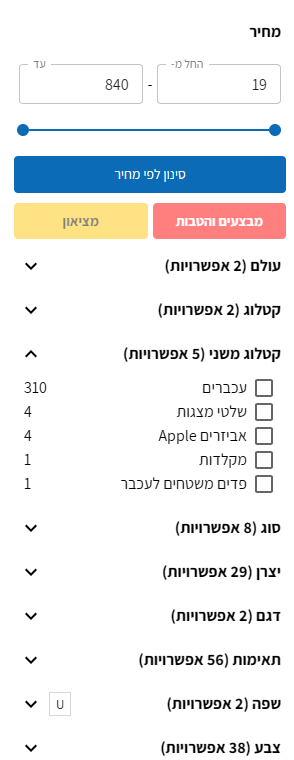 מחיר
החל מ- עד
19 - 840
סינון לפי מחיר
מבצעים והטבות מציאון
עולם (2 אפשרויות)
קטלוג (2 אפשרויות)
קטלוג משני (5 אפשרויות)
עכברים 310
שלטי מצגות 4
אביזרים Apple 4
מקלדות 1
פדים משטחים לעכבר 1
סוג (8 אפשרויות)
יצרן (29 אפשרויות)
דגם (2 אפשרויות)
תאימות (56 אפשרויות)
שפה (2 אפשרויות) U
צבע (38 אפשרויות)